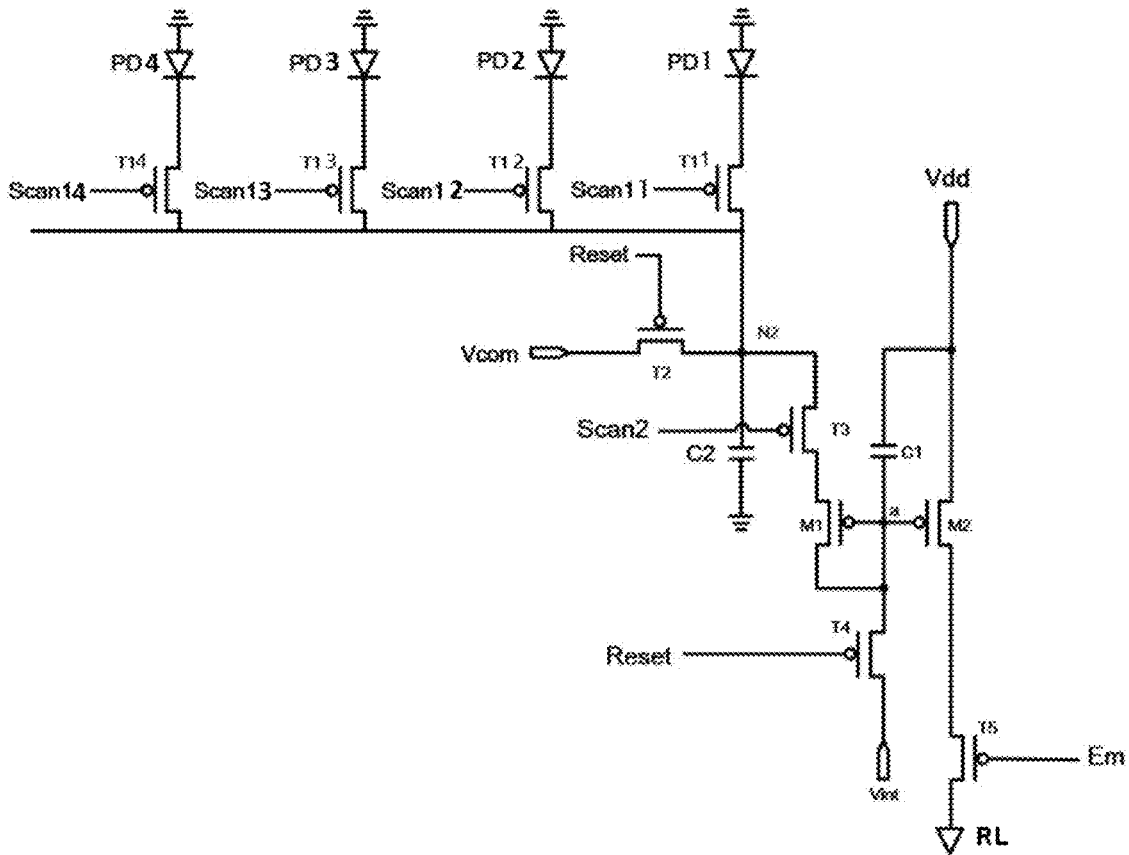 PD4
PD3
PD2
PD1
T14
T13
T12
T11
Scan14
Scan13
Scan12
Scan11
Vdd
Reset
N2
Vcom
T2
Scan2
T3
C2
C1
M1
a
M2
T4
Reset
T5
Em
Vint
RL